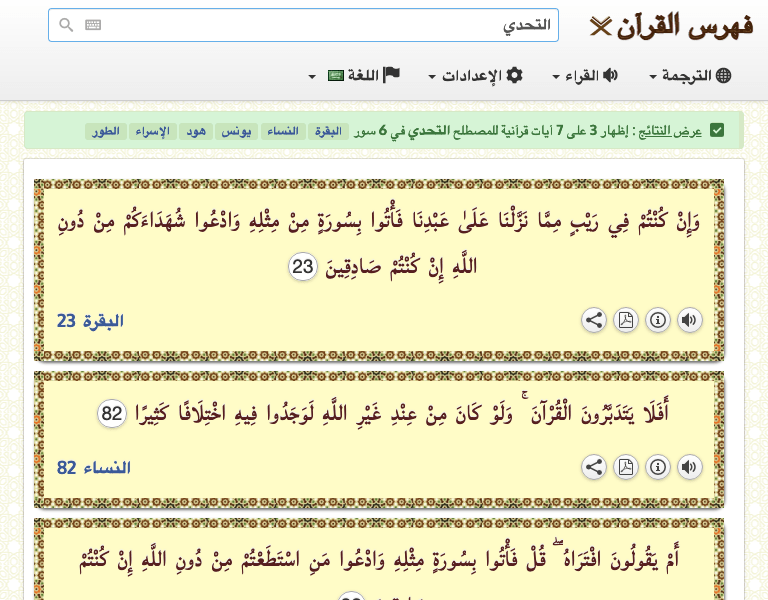 فهرس القرآن
التحدي
الترجمة القراء الإعدادات اللغة
عرض النتائج : إظهار 3 على 7 آيات قرآنية للمصطلح التحدي في 6 سور البقرة النساء يونس هود الإسراء الطور
وَإِنْ كُنْتُمْ فِي رَيْبٍ مِمَّا نَزَّلْنَا عَلَىٰ عَبْدِنَا فَأْتُوا بِسُورَةٍ مِنْ مِثْلِهِ وَادْعُوا شُهَدَاءَكُمْ مِنْ دُونِ
اللَّهِ إِنْ كُنْتُمْ صَادِقِينَ 23
البقرة 23
أَفَلَا يَتَدَبَّرُونَ الْقُرْآنَ ۚ وَلَوْ كَانَ مِنْ عِنْدِ غَيْرِ اللَّهِ لَوَجَدُوا فِيهِ اخْتِلَافًا كَثِيرًا 82
النساء 82
أَمْ يَقُولُونَ افْتَرَاهُ ۖ قُلْ فَأْتُوا بِسُورَةٍ مِثْلِهِ وَادْعُوا مَنِ اسْتَطَعْتُمْ مِنْ دُونِ اللَّهِ إِنْ كُنْتُمْ